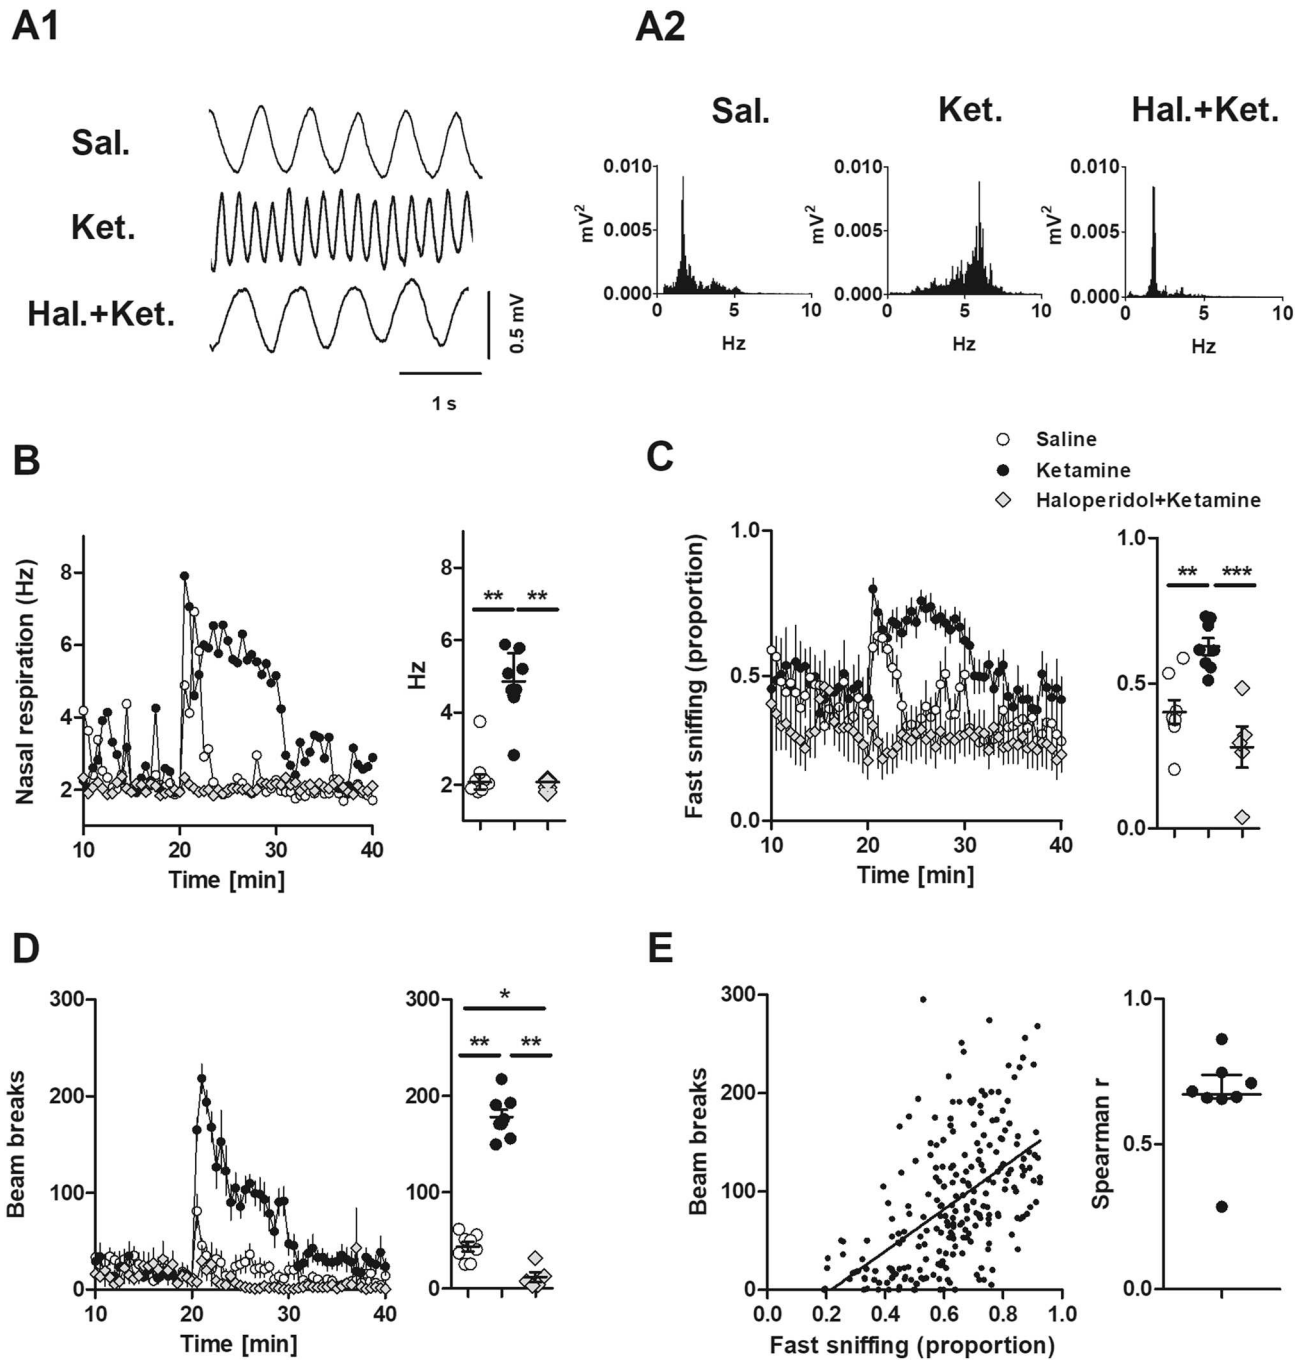 A1
A2
Sal.
Ket.
Hal.+Ket.
0.5 mV
1 s
Sal.
Ket.
Hal.+Ket.
mV2
0.010
0.005
0.000
0
5
10
Hz
mV2
0.010
0.005
0.000
0
5
10
Hz
mV2
0.010
0.005
0.000
0
5
10
Hz
B
C
Saline
Ketamine
Haloperidol+Ketamine
Nasal respiration (Hz)
8
6
4
2
10
20
30
40
Time [min]
Hz
8
6
4
2
**
**
Fast sniffing (proportion)
1.0
0.5
0.0
10
20
30
40
Time [min]
1.0
0.5
0.0
**
***
D
E
Beam breaks
300
200
100
0
10
20
30
40
Time [min]
300
200
100
0
*
**
**
Beam breaks
300
200
100
0
0.0
0.2
0.4
0.6
0.8
1.0
Fast sniffing (proportion)
Spearman r
1.0
0.5
0.0